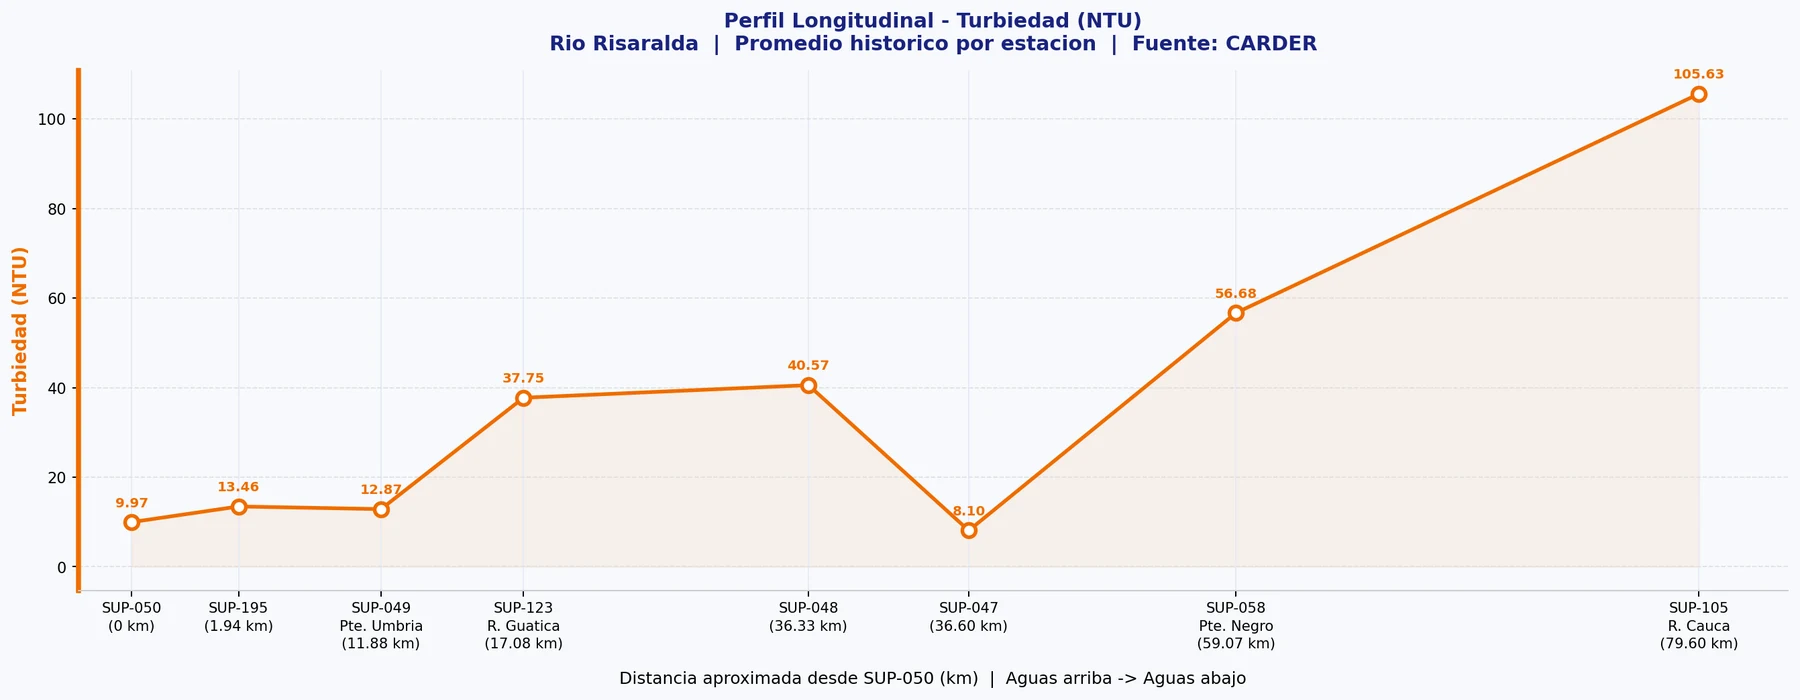 Perfil Longitudinal - Turbiedad (NTU)
Rio Risaralda | Promedio historico por estacion | Fuente: CARDER
Turbiedad (NTU)
100
80
60
40
20
0
9.97
13.46
12.87
37.75
40.57
8.10
56.68
105.63
SUP-050
(0 km)
SUP-195
(1.94 km)
SUP-049
Pte. Umbria
(11.88 km)
SUP-123
R. Guatica
(17.08 km)
SUP-048
(36.33 km)
SUP-047
(36.60 km)
SUP-058
Pte. Negro
(59.07 km)
SUP-105
R. Cauca
(79.60 km)
Distancia aproximada desde SUP-050 (km) | Aguas arriba -> Aguas abajo